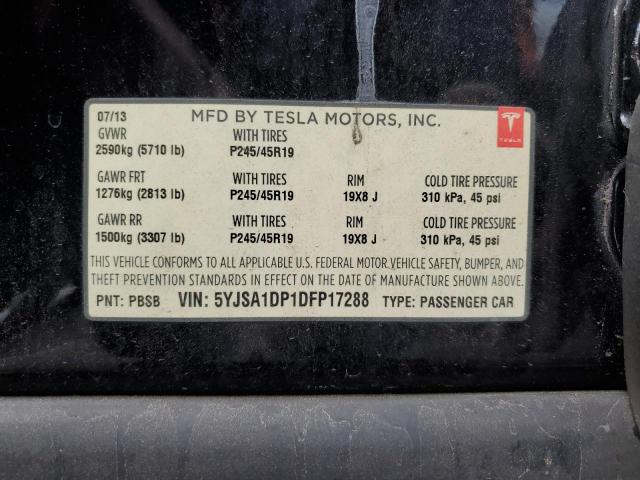 07/13 MFD BY TESLA MOTORS, INC.
GVWR WITH TIRES
2590kg (5710 lb) P245/45R19
TESLA
GAWR FRT WITH TIRES RIM COLD TIRE PRESSURE
1276kg (2813 lb) P245/45R19 19X8 J 310 kPa, 45 psi
GAWR RR WITH TIRES RIM COLD TIRE PRESSURE
1500kg (3307 lb) P245/45R19 19X8 J 310 kPa, 45 psi
THIS VEHICLE CONFORMS TO ALL APPLICABLE U.S. FEDERAL MOTOR VEHICLE SAFETY, BUMPER, AND
THEFT PREVENTION STANDARDS IN EFFECT ON THE DATE OF MANUFACTURE SHOWN ABOVE.
PNT: PBSB VIN: 5YJSA1DP1DFP17288 TYPE: PASSENGER CAR